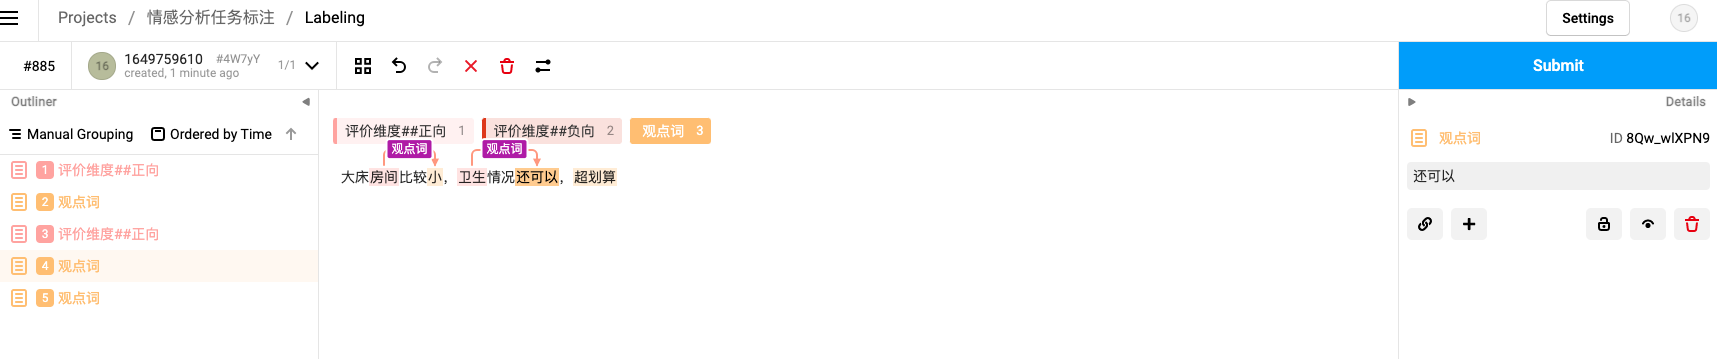 Projects / 情感分析任务标注 / Labeling
Settings
16
#885
16
1649759610 #4W7yY
created, 1 minute ago
1/1
Submit
Outliner
Manual Grouping
Ordered by Time
1 评价维度##正向
2 观点词
3 评价维度##正向
4 观点词
5 观点词
评价维度##正向 1
评价维度##负向 2
观点词 3
观点词
观点词
大床房间比较小，卫生情况还可以，超划算
Details
观点词
ID 8Qw_wlXPN9
还可以